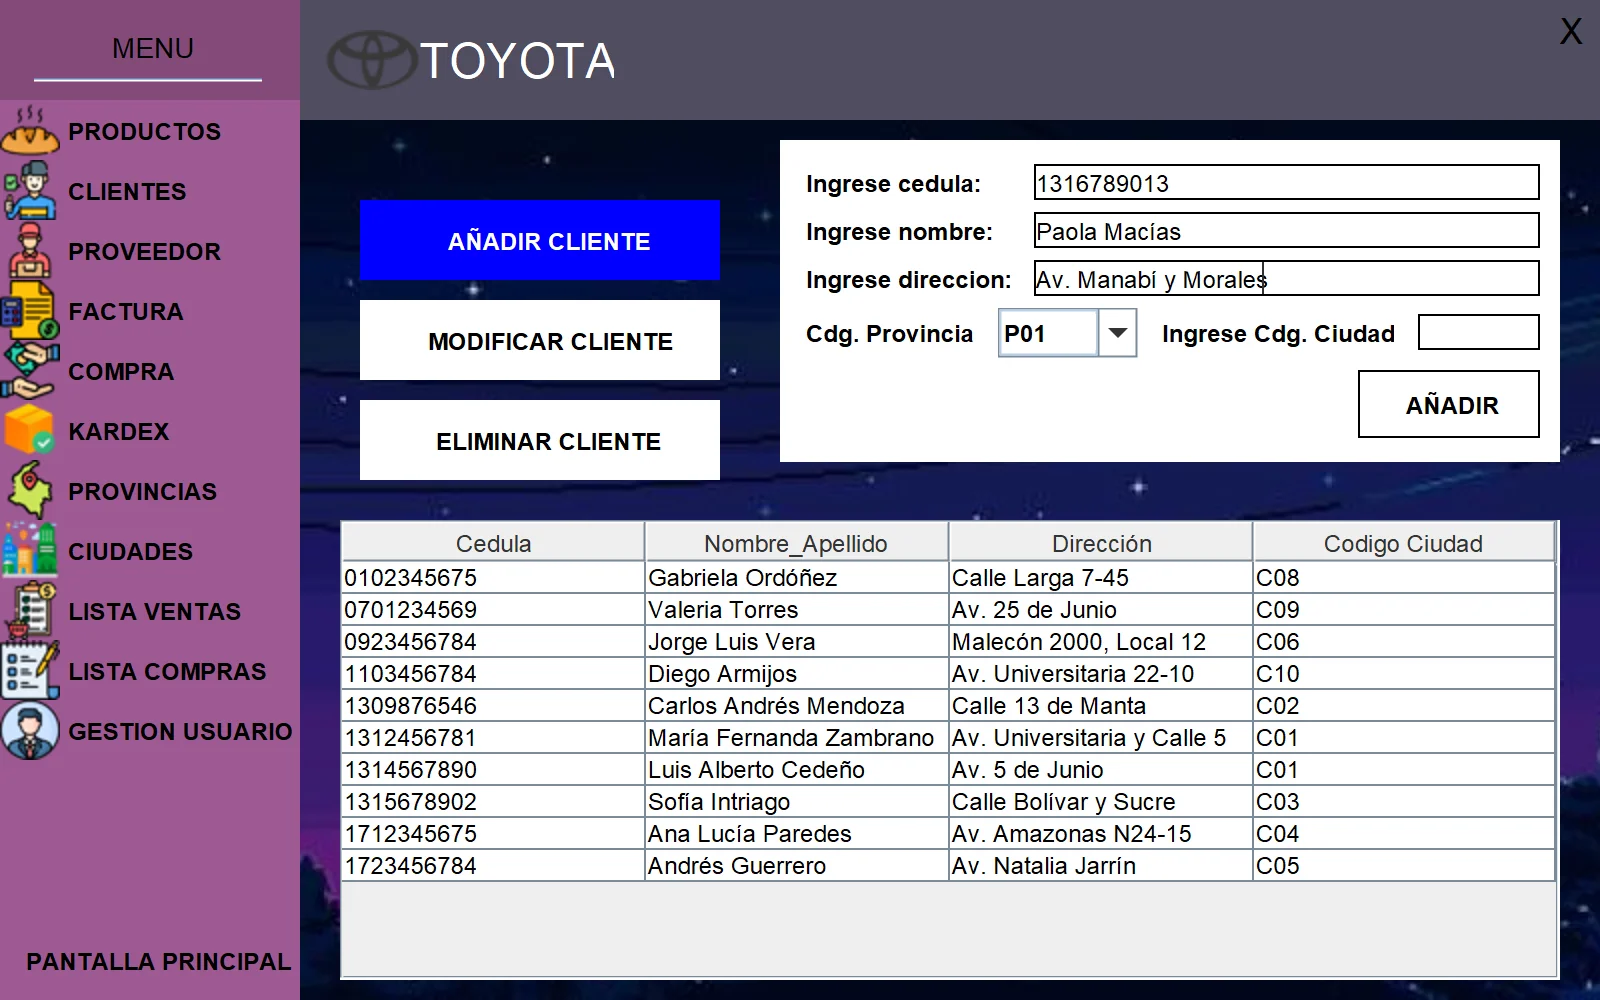 MENU
PRODUCTOS
CLIENTES
PROVEEDOR
FACTURA
COMPRA
KARDEX
PROVINCIAS
CIUDADES
LISTA VENTAS
LISTA COMPRAS
GESTION USUARIO
PANTALLA PRINCIPAL
TOYOTA
X
AÑADIR CLIENTE
MODIFICAR CLIENTE
ELIMINAR CLIENTE
Ingrese cedula: 1316789013
Ingrese nombre: Paola Macías
Ingrese direccion: Av. Manabí y Morales
Cdg. Provincia P01 Ingrese Cdg. Ciudad
AÑADIR
Cedula Nombre_Apellido Dirección Codigo Ciudad
0102345675 Gabriela Ordóñez Calle Larga 7-45 C08
0701234569 Valeria Torres Av. 25 de Junio C09
0923456784 Jorge Luis Vera Malecón 2000, Local 12 C06
1103456784 Diego Armijos Av. Universitaria 22-10 C10
1309876546 Carlos Andrés Mendoza Calle 13 de Manta C02
1312456781 María Fernanda Zambrano Av. Universitaria y Calle 5 C01
1314567890 Luis Alberto Cedeño Av. 5 de Junio C01
1315678902 Sofía Intriago Calle Bolívar y Sucre C03
1712345675 Ana Lucía Paredes Av. Amazonas N24-15 C04
1723456784 Andrés Guerrero Av. Natalia Jarrín C05